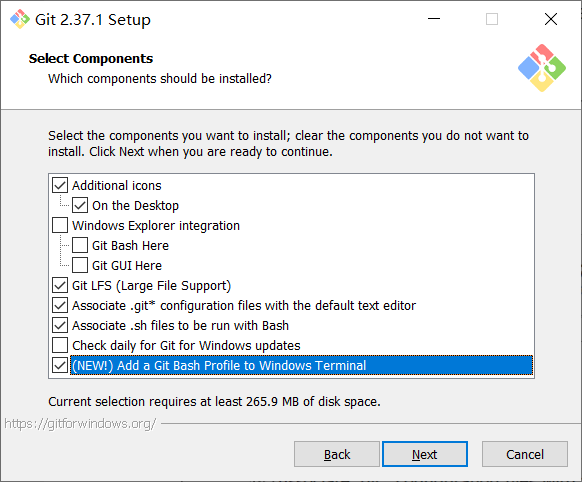 Git 2.37.1 Setup
Select Components
Which components should be installed?
Select the components you want to install; clear the components you do not want to
install. Click Next when you are ready to continue.
Additional icons
On the Desktop
Windows Explorer integration
Git Bash Here
Git GUI Here
Git LFS (Large File Support)
Associate .git* configuration files with the default text editor
Associate .sh files to be run with Bash
Check daily for Git for Windows updates
(NEW!) Add a Git Bash Profile to Windows Terminal
Current selection requires at least 265.9 MB of disk space.
https://gitforwindows.org/
Back
Next
Cancel